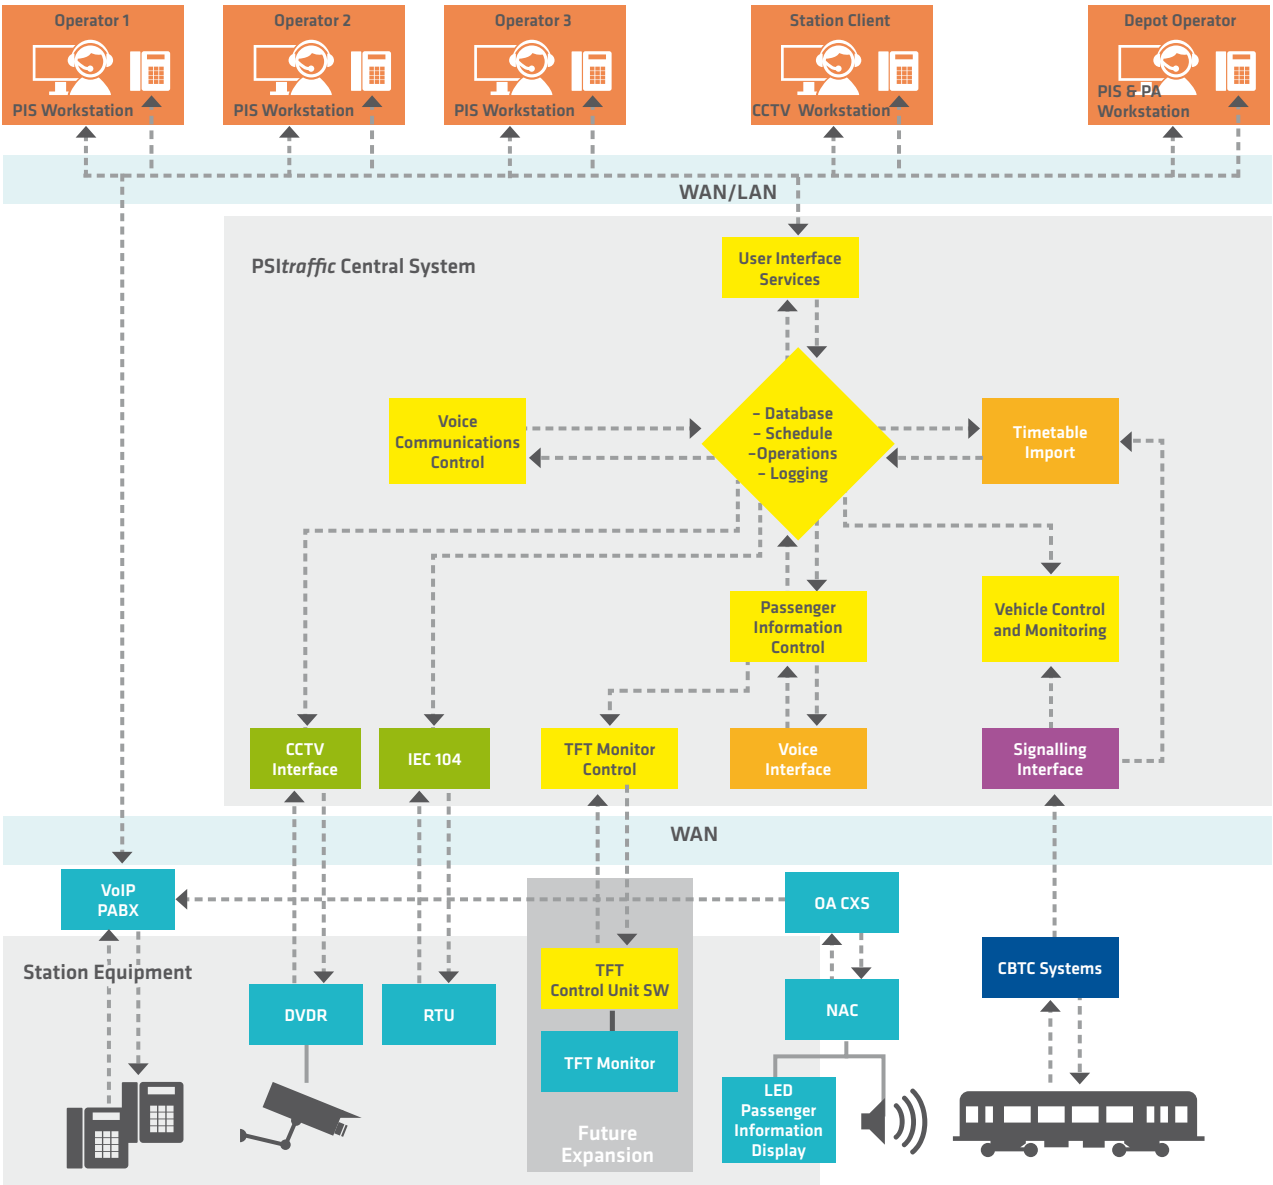 Operator 1
PIS Workstation
Operator 2
PIS Workstation
Operator 3
PIS Workstation
Station Client
CCTV Workstation
Depot Operator
PIS & PA
Workstation
WAN/LAN
PSItraffic Central System
User Interface
Services
Voice
Communications
Control
– Database
– Schedule
–Operations
– Logging
Timetable
Import
Passenger
Information
Control
Vehicle Control
and Monitoring
CCTV
Interface
IEC 104
TFT Monitor
Control
Voice
Interface
Signalling
Interface
WAN
VoIP
PABX
OA CXS
Station Equipment
DVDR
RTU
TFT
Control Unit SW
TFT Monitor
Future
Expansion
NAC
LED
Passenger
Information
Display
CBTC Systems